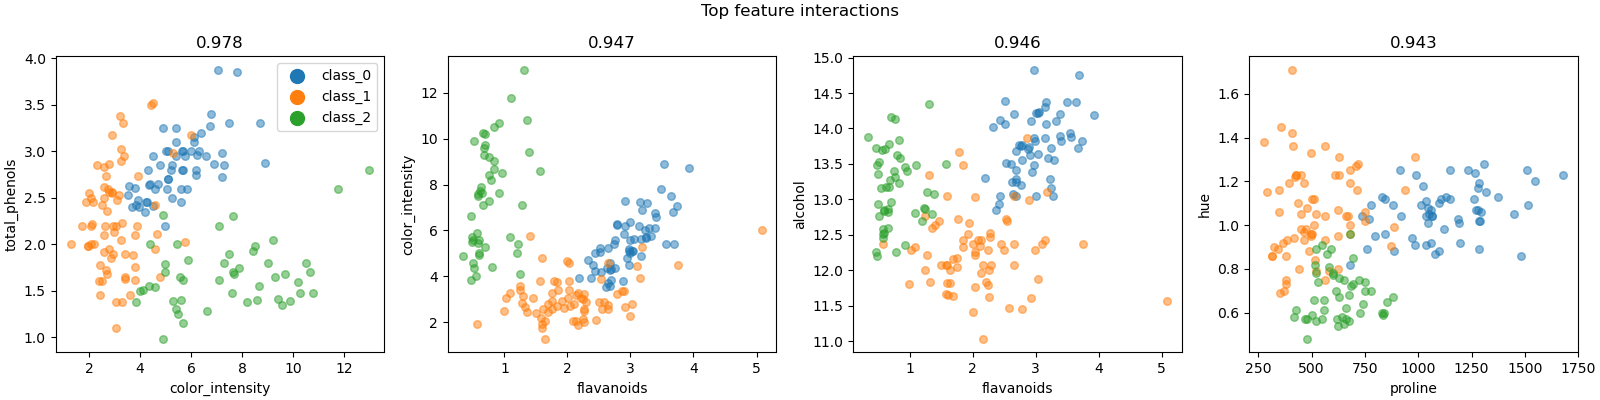 Top feature interactions
0.978
total_phenols
4.0
3.5
3.0
2.5
2.0
1.5
1.0
class_0
class_1
class_2
2 4 6 8 10 12
color_intensity
0.947
color_intensity
12
10
8
6
4
2
1 2 3 4 5
flavanoids
0.946
alcohol
15.0
14.5
14.0
13.5
13.0
12.5
12.0
11.5
11.0
1 2 3 4 5
flavanoids
0.943
hue
1.6
1.4
1.2
1.0
0.8
0.6
250 500 750 1000 1250 1500 1750
proline